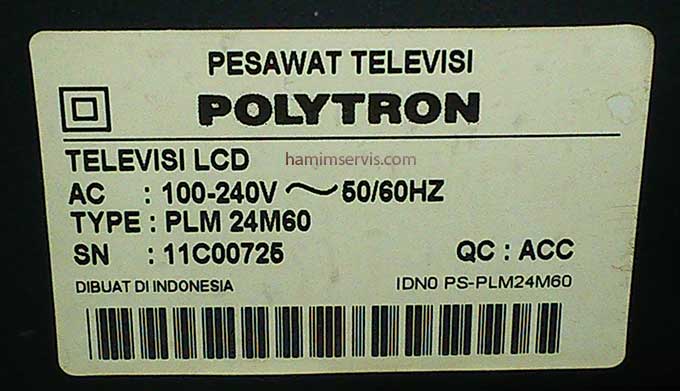 PESAWAT TELEVISI
POLYTRON
TELEVISI LCD
hamimservis.com
AC : 100-240V ~ 50/60HZ
TYPE : PLM 24M60
SN : 11C00725 QC : ACC
DIBUAT DI INDONESIA IDNO PS-PLM24M60